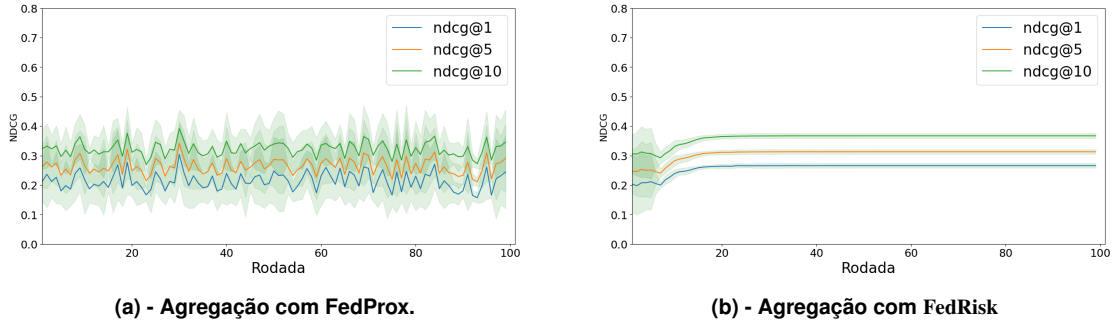 0.8
0.7
0.6
0.5
0.4
0.3
0.2
0.1
0.0
NDCG
ndcg@1
ndcg@5
ndcg@10
20
40
60
80
100
Rodada
(a) - Agregação com FedProx.
0.8
0.7
0.6
0.5
0.4
0.3
0.2
0.1
0.0
NDCG
ndcg@1
ndcg@5
ndcg@10
20
40
60
80
100
Rodada
(b) - Agregação com FedRisk